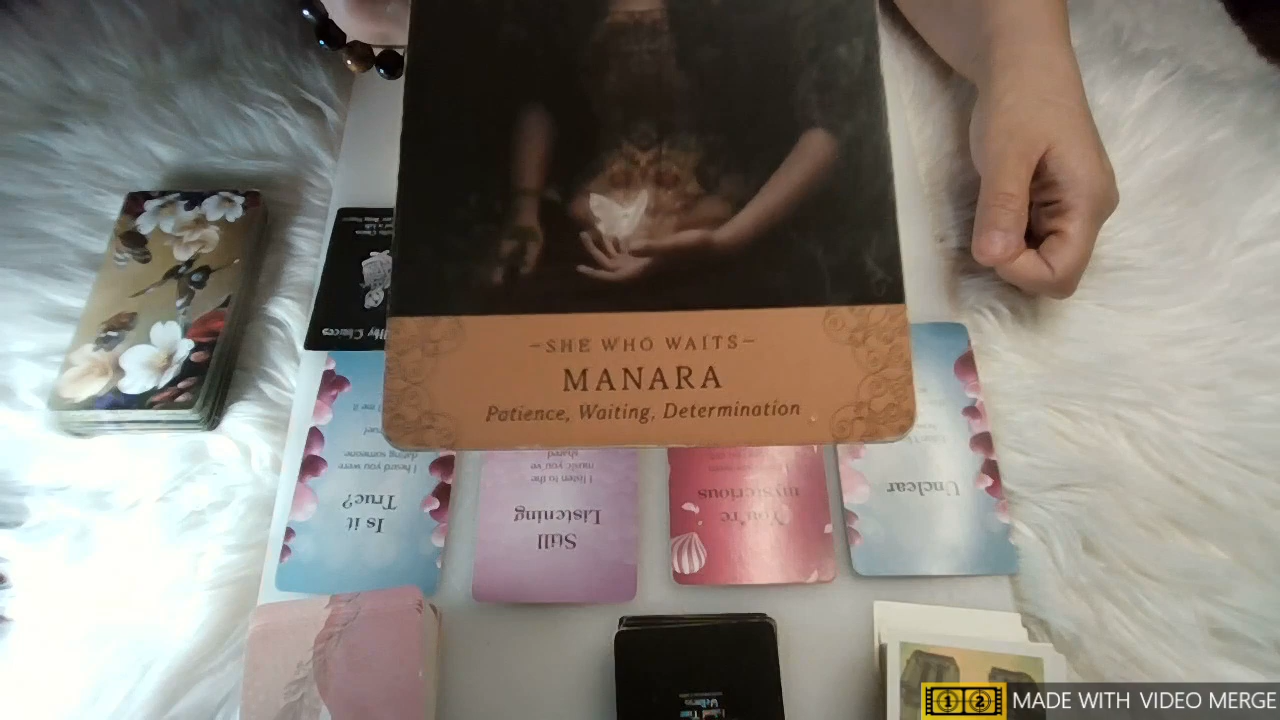 -SHE WHO WAITS-
MANARA
Patience, Waiting, Determination
Is it
True?
I heard you were
dating someone
Still
Listening
I listen to the
music you've
shared
You're
mysterious
Unclear
MADE WITH VIDEO MERGE